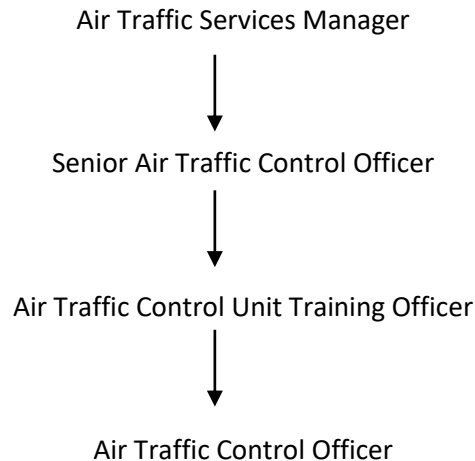 Air Traffic Services Manager
Senior Air Traffic Control Officer
Air Traffic Control Unit Training Officer
Air Traffic Control Officer